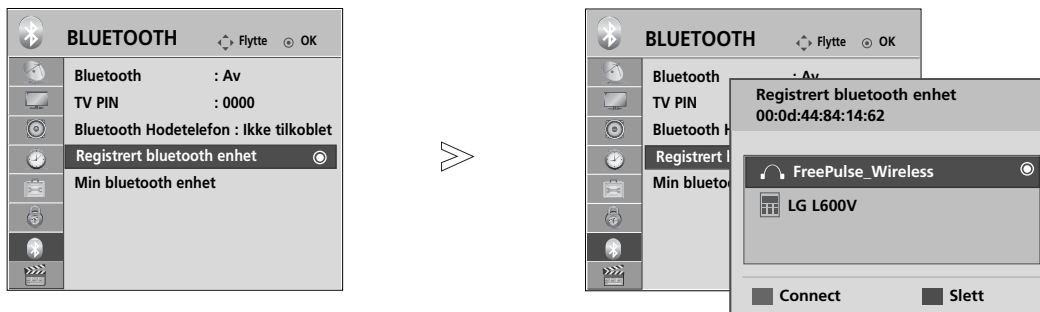 BLUETOOTH Flytte OK
Bluetooth : Av
TV PIN : 0000
Bluetooth Hodetelefon : Ikke tilkoblet
Registrert bluetooth enhet
Min bluetooth enhet
BLUETOOTH Flytte OK
Bluetooth : Av
TV PIN
Bluetooth H
Registrert
Min bluetoo
Registrert bluetooth enhet
00:0d:44:84:14:62
FreePulse_Wireless
LG L600V
Connect Slett